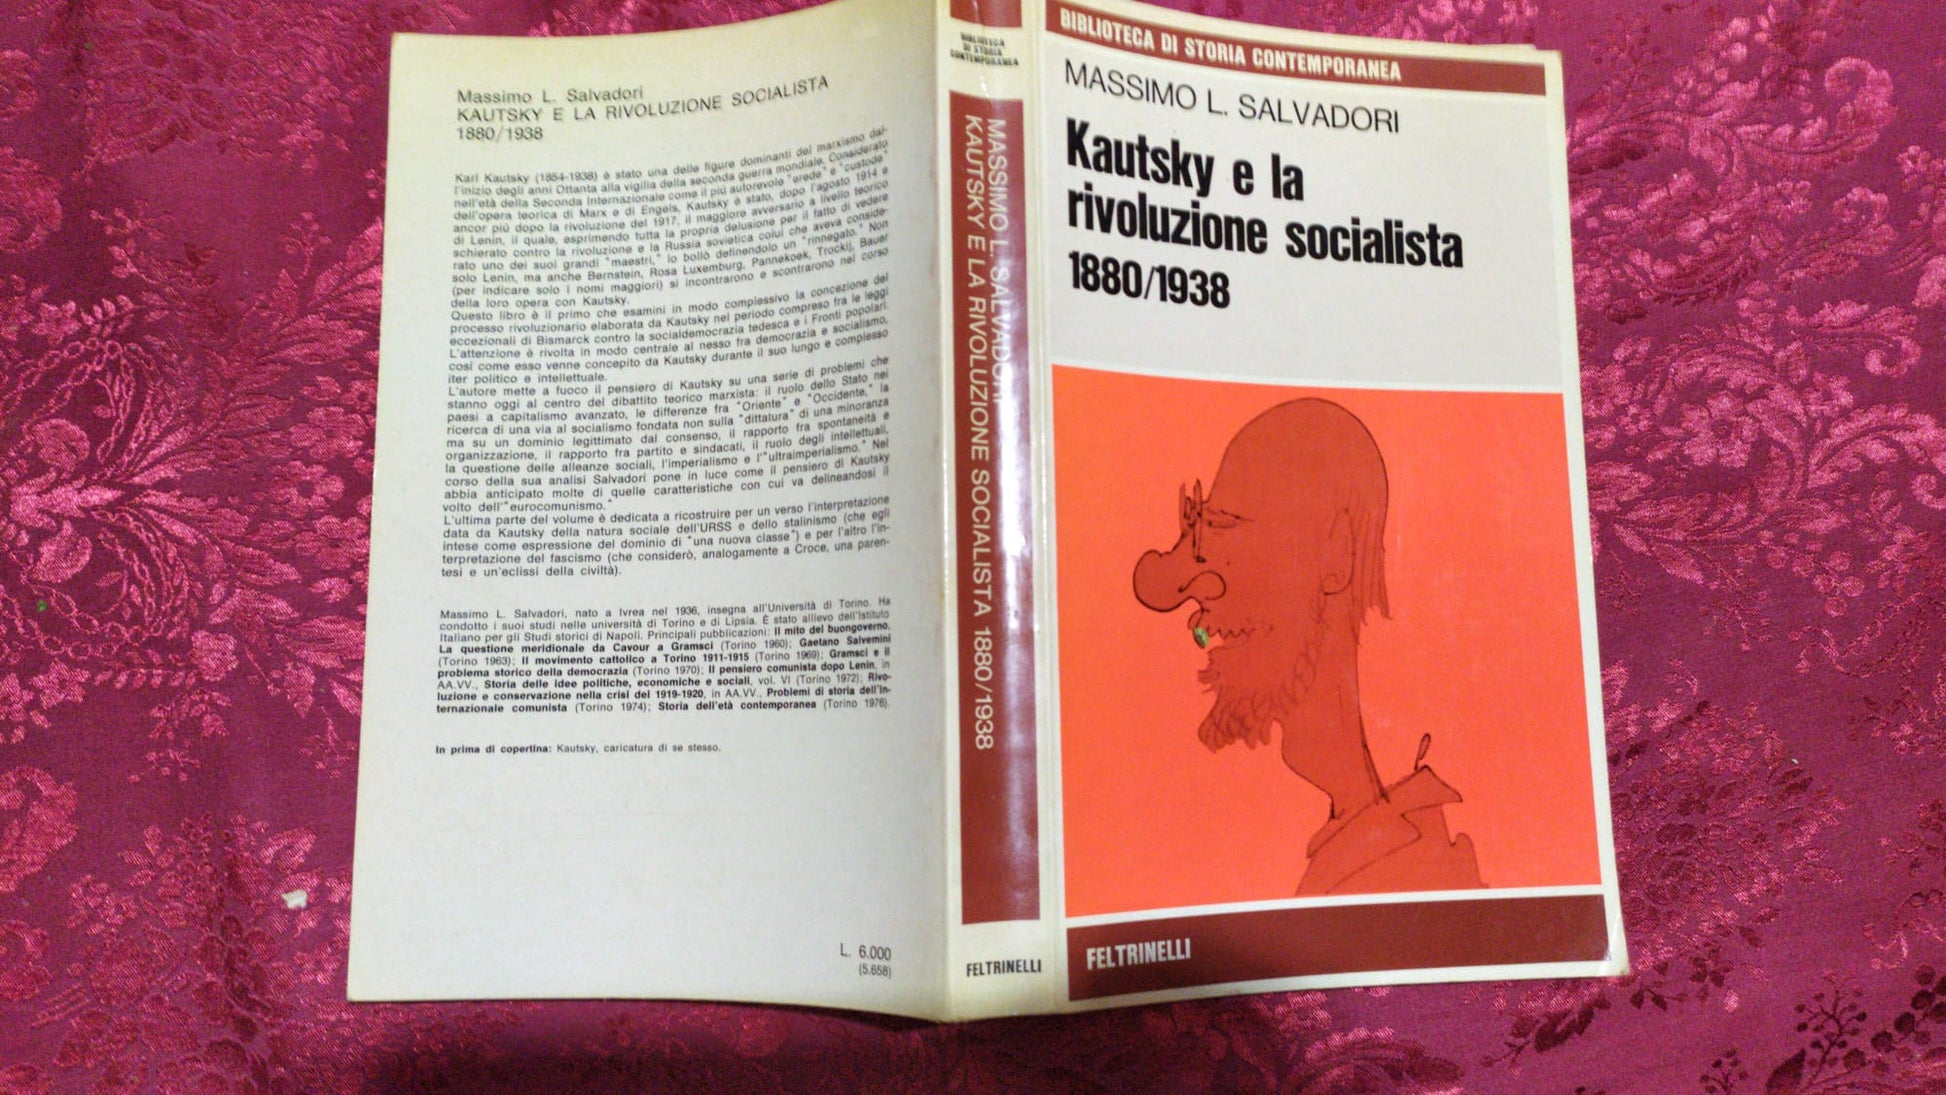 Massimo L. Salvadori
KAUTSKY E LA RIVOLUZIONE SOCIALISTA
1880/1938
Karl Kautsky (1854-1938) è stato una delle figure dominanti del marxismo dal-
l'inizio degli anni Ottanta alla vigilia della seconda guerra mondiale. Considerato
nell'età della Seconda Internazionale come il più autorevole "erede" e "custode"
dell'opera teorica di Marx e di Engels, Kautsky è stato, dopo l'agosto 1914 e
ancor più dopo la rivoluzione del 1917, il maggiore avversario a livello teorico
di Lenin, il quale, esprimendo tutta la propria delusione per il fatto di vedere
schierato contro la rivoluzione e la Russia sovietica colui che aveva conside-
rato uno dei suoi grandi "maestri," lo bollò definendolo un "rinnegato." Non
solo Lenin, ma anche Bernstein, Rosa Luxemburg, Pannekoek, Trockij, Bauer
(per indicare solo i nomi maggiori) si incontrarono e scontrarono nel corso
della loro opera con Kautsky.
Questo libro è il primo che esamini in modo complessivo la concezione del
processo rivoluzionario elaborata da Kautsky nel periodo compreso fra le leggi
eccezionali di Bismarck contro la socialdemocrazia tedesca e i Fronti popolari.
L'attenzione è rivolta in modo centrale al nesso fra democrazia e socialismo,
così come esso venne concepito da Kautsky durante il suo lungo e complesso
iter politico e intellettuale.
L'autore mette a fuoco il pensiero di Kautsky su una serie di problemi che
stanno oggi al centro del dibattito teorico marxista: il ruolo dello Stato nei
paesi a capitalismo avanzato, le differenze fra "Oriente" e "Occidente," la
ricerca di una via al socialismo fondata non sulla "dittatura" di una minoranza
ma su un dominio legittimato dal consenso, il rapporto fra spontaneità e
organizzazione, il rapporto fra partito e sindacati, il ruolo degli intellettuali,
la questione delle alleanze sociali, l'imperialismo e l'"ultraimperialismo." Nel
corso della sua analisi Salvadori pone in luce come il pensiero di Kautsky
abbia anticipato molte di quelle caratteristiche con cui va delineandosi il
volto dell'"eurocomunismo."
L'ultima parte del volume è dedicata a ricostruire per un verso l'interpretazione
data da Kautsky della natura sociale dell'URSS e dello stalinismo (che egli
intese come espressione del dominio di "una nuova classe") e per l'altro l'in-
terpretazione del fascismo (che considerò, analogamente a Croce, una paren-
tesi e un'eclissi della civiltà).
Massimo L. Salvadori, nato a Ivrea nel 1936, insegna all'Università di Torino. Ha
condotto i suoi studi nelle università di Torino e di Lipsia. È stato allievo dell'Istituto
Italiano per gli Studi storici di Napoli. Principali pubblicazioni: Il mito del buongoverno,
La questione meridionale da Cavour a Gramsci (Torino 1960); Gaetano Salvemini
(Torino 1963); Il movimento cattolico a Torino 1911-1915 (Torino 1969); Gramsci e il
problema storico della democrazia (Torino 1970); Il pensiero comunista dopo Lenin, in
AA.VV., Storia delle idee politiche, economiche e sociali, vol. VI (Torino 1972); Rivo-
luzione e conservazione nella crisi del 1919-1920, in AA.VV., Problemi di storia dell'In-
ternazionale comunista (Torino 1974); Storia dell'età contemporanea (Torino 1976).
In prima di copertina: Kautsky, caricatura di se stesso.
L. 6.000
(5.658)
BIBLIOTECA
DI STORIA
CONTEMPORANEA
MASSIMO L. SALVADORI
KAUTSKY E LA RIVOLUZIONE SOCIALISTA 1880/1938
FELTRINELLI
BIBLIOTECA DI STORIA CONTEMPORANEA
MASSIMO L. SALVADORI
Kautsky e la
rivoluzione socialista
1880/1938
FELTRINELLI